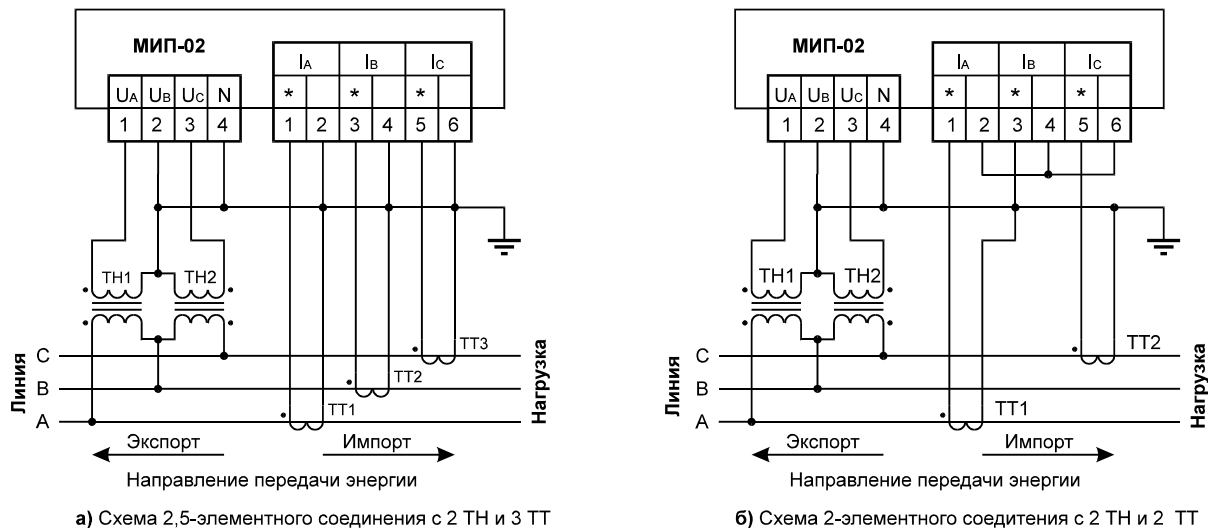 МИП-02
IA IB IC
UA UB UC N * * *
1 2 3 4 1 2 3 4 5 6
ТН1 ТН2
C ТТ3
B ТТ2
A ТТ1
Линия
Нагрузка
Экспорт Импорт
Направление передачи энергии
а) Схема 2,5-элементного соединения с 2 ТН и 3 ТТ
МИП-02
IA IB IC
UA UB UC N * * *
1 2 3 4 1 2 3 4 5 6
ТН1 ТН2
C ТТ2
B
A ТТ1
Линия
Нагрузка
Экспорт Импорт
Направление передачи энергии
б) Схема 2-элементного соедитения с 2 ТН и 2 ТТ